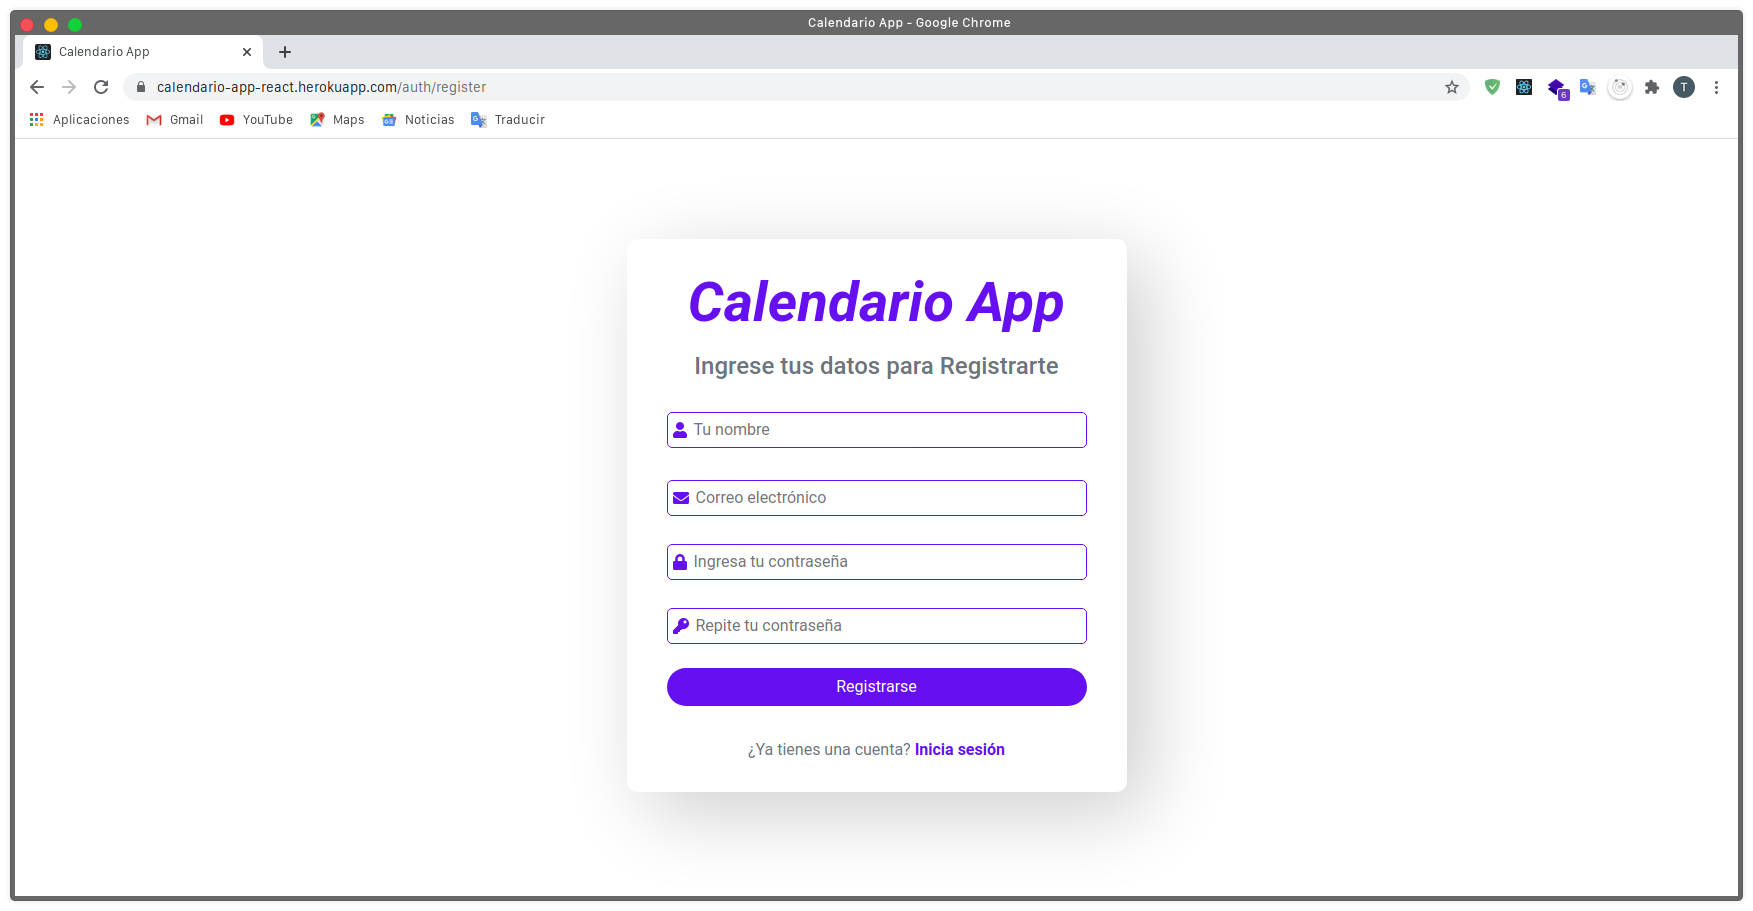 Calendario App - Google Chrome
Calendario App
calendario-app-react.herokuapp.com/auth/register
6
T
Aplicaciones Gmail YouTube Maps Noticias Traducir
Calendario App
Ingrese tus datos para Registrarte
Tu nombre
Correo electrónico
Ingresa tu contraseña
Repite tu contraseña
Registrarse
¿Ya tienes una cuenta? Inicia sesión